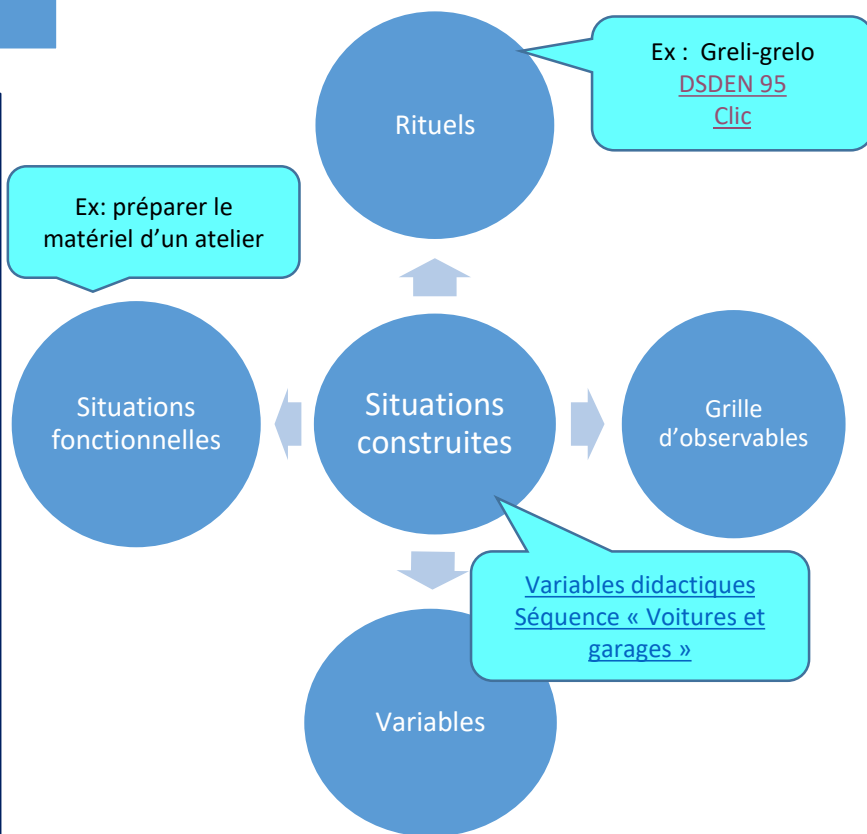 Ex :  Greli-grelo
DSDEN 95
Clic
Rituels
Ex: préparer le
matériel d’un atelier
Situations
fonctionnelles
Situations
construites
Grille
d’observables
Variables didactiques
Séquence « Voitures et
garages »
Variables